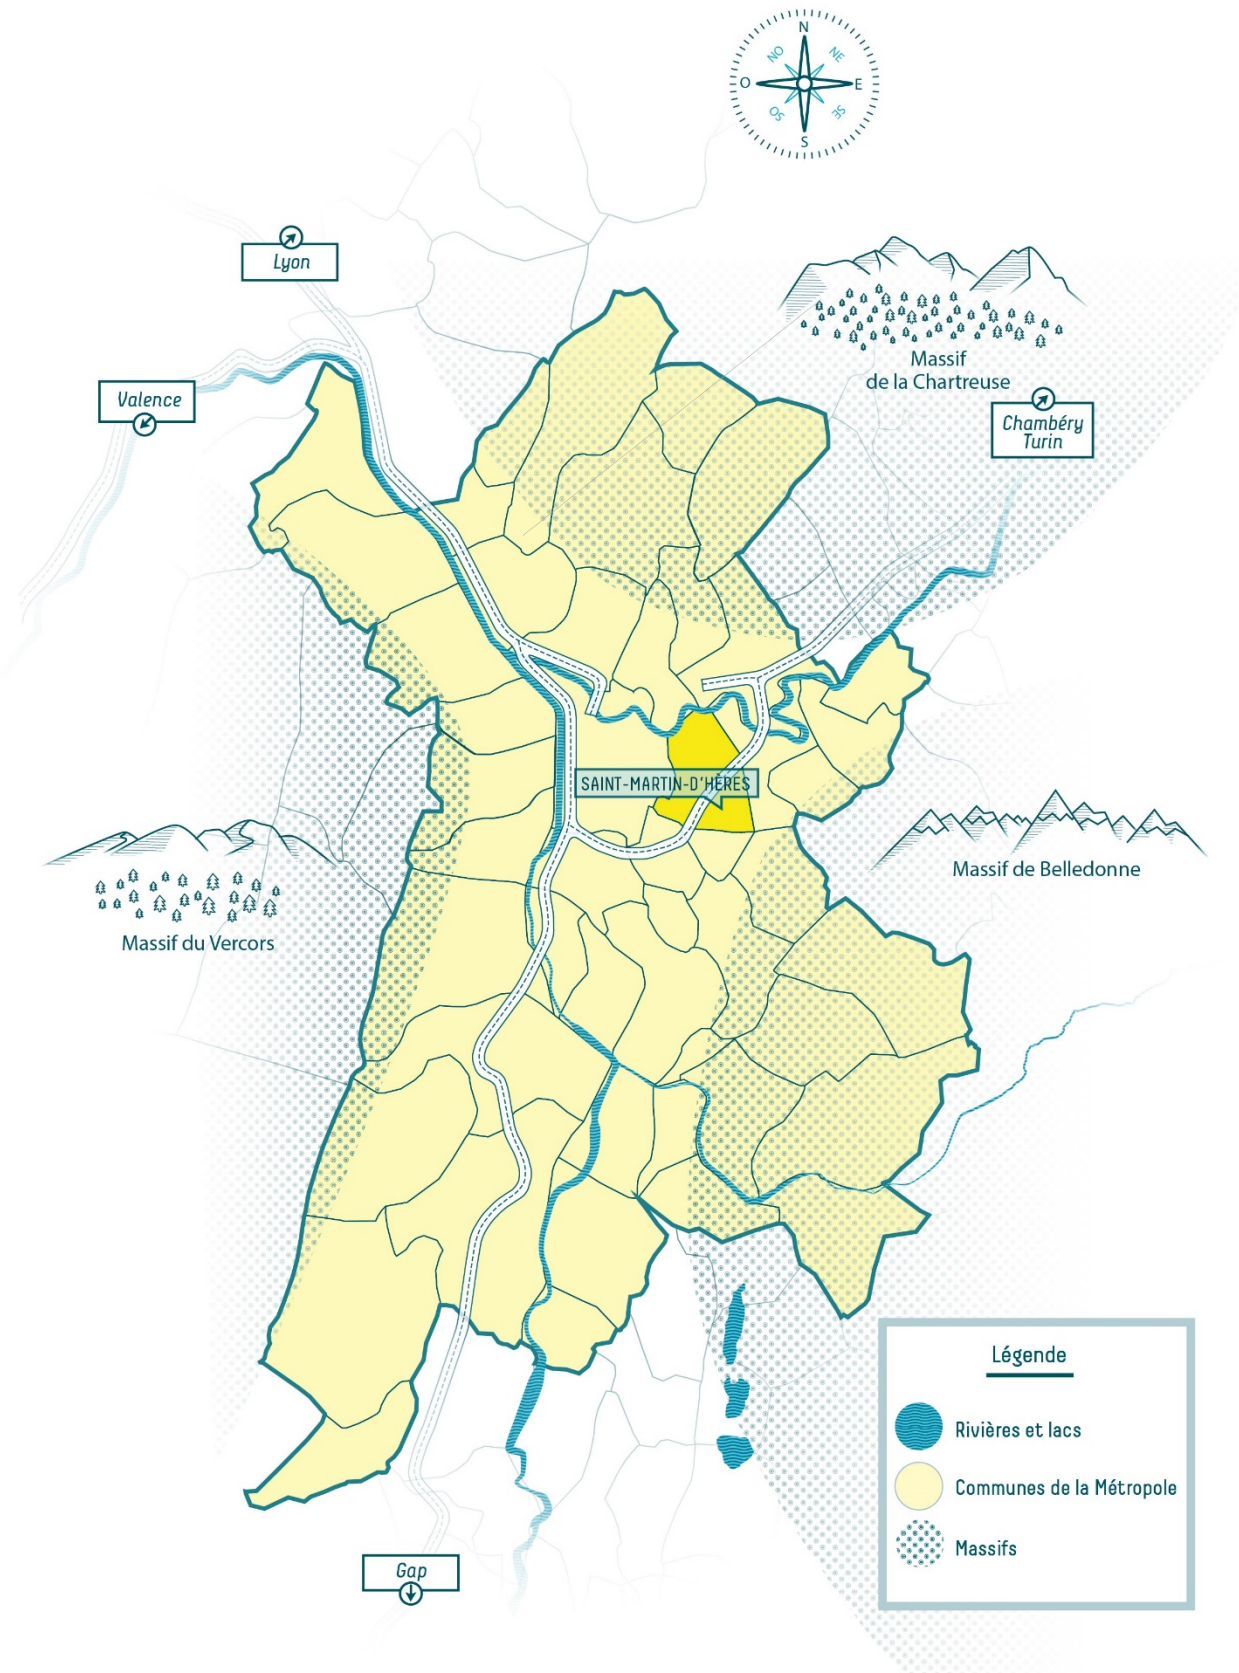 N
NO
NE
O
E
SO
SE
S
Lyon
Massif
de la Chartreuse
Valence
Chambéry
Turin
SAINT-MARTIN-D'HÈRES
Massif de Belledonne
Massif du Vercors
Légende
Rivières et lacs
Communes de la Métropole
Massifs
Gap